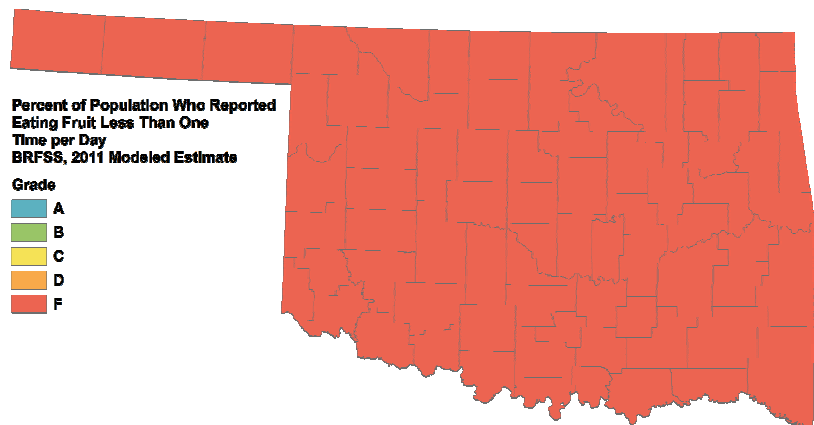 Percent of Population Who Reported
Eating Fruit Less Than One
Time per Day
BRFSS, 2011 Modeled Estimate
Grade
A
B
C
D
F